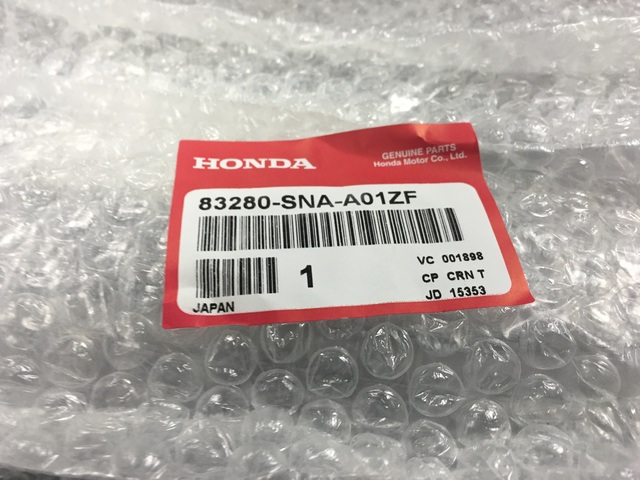 HONDA
GENUINE PARTS
Honda Motor Co., Ltd.
83280-SNA-A01ZF
1
VC 001898
CP CRN T
JD 15353
JAPAN